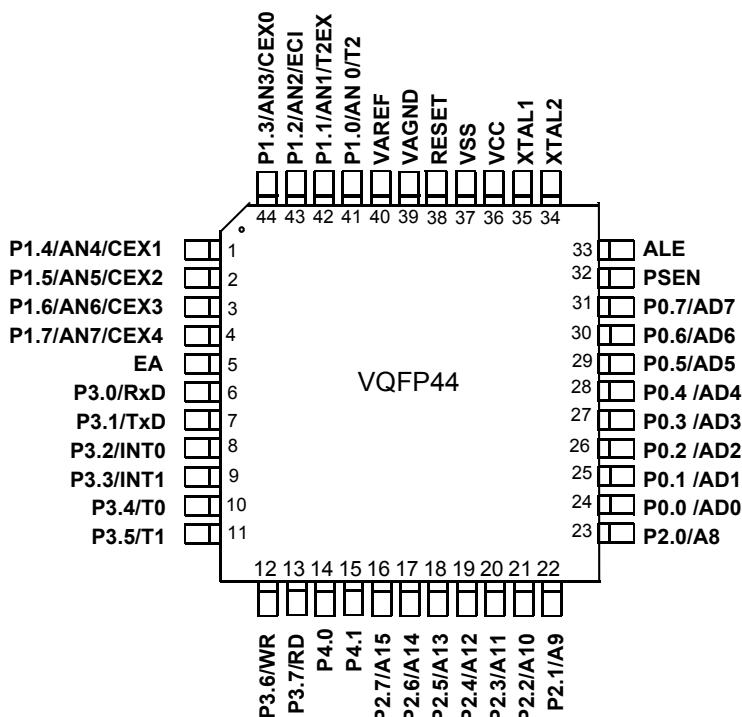 P1.3/AN3/CEX0
P1.2/AN2/ECI
P1.1/AN1/T2EX
P1.0/AN 0/T2
VAREF
VAGND
RESET
VSS
VCC
XTAL1
XTAL2
44 43 42 41 40 39 38 37 36 35 34
P1.4/AN4/CEX1 1
P1.5/AN5/CEX2 2
P1.6/AN6/CEX3 3
P1.7/AN7/CEX4 4
EA 5
P3.0/RxD 6
P3.1/TxD 7
P3.2/INT0 8
P3.3/INT1 9
P3.4/T0 10
P3.5/T1 11
VQFP44
33 ALE
32 PSEN
31 P0.7/AD7
30 P0.6/AD6
29 P0.5/AD5
28 P0.4 /AD4
27 P0.3 /AD3
26 P0.2 /AD2
25 P0.1 /AD1
24 P0.0 /AD0
23 P2.0/A8
12 13 14 15 16 17 18 19 20 21 22
P3.6/WR
P3.7/RD
P4.0
P4.1
P2.7/A15
P2.6/A14
P2.5/A13
P2.4/A12
P2.3/A11
P2.2/A10
P2.1/A9